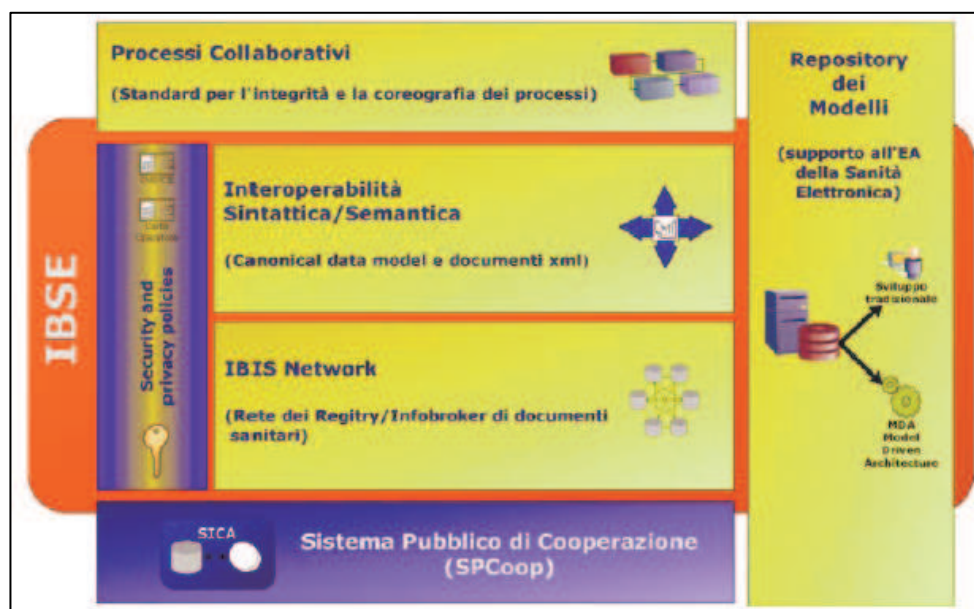 Processi Collaborativi
(Standard per l'integrità e la coreografia dei processi)
Repository
dei
Modelli
(supporto all'EA
della Sanità
Elettronica)
Sviluppo
tradizionale
MDA
Model
Driven
Architecture
IBSE
Carta
Operatore
Security and
privacy policies
Interoperabilità
Sintattica/Semantica
(Canonical data model e documenti xml)
IBIS Network
(Rete dei Regitry/Infobroker di documenti
sanitari)
SICA
Sistema Pubblico di Cooperazione
(SPCoop)